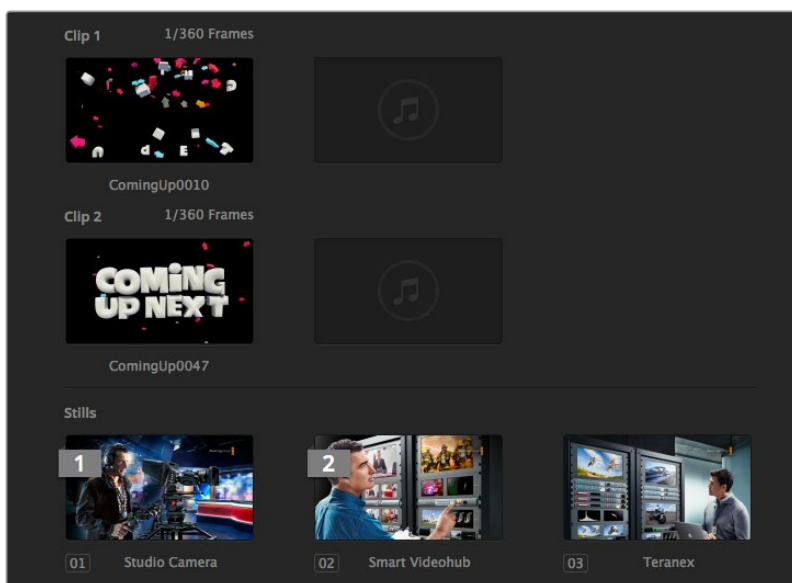 Clip 1 1/360 Frames
ComingUp0010
Clip 2 1/360 Frames
COMiNG
UP NEXT
ComingUp0047
Stills
1 2
01 Studio Camera 02 Smart Videohub 03 Teranex